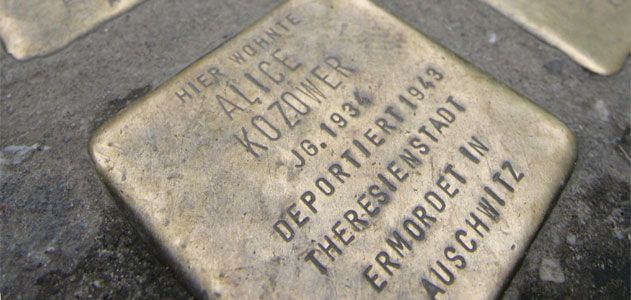 HIER WOHNTE
ALICE
KOZOWER
JG. 1934
DEPORTIERT 1943
THERESIENSTADT
ERMORDET IN
AUSCHWITZ